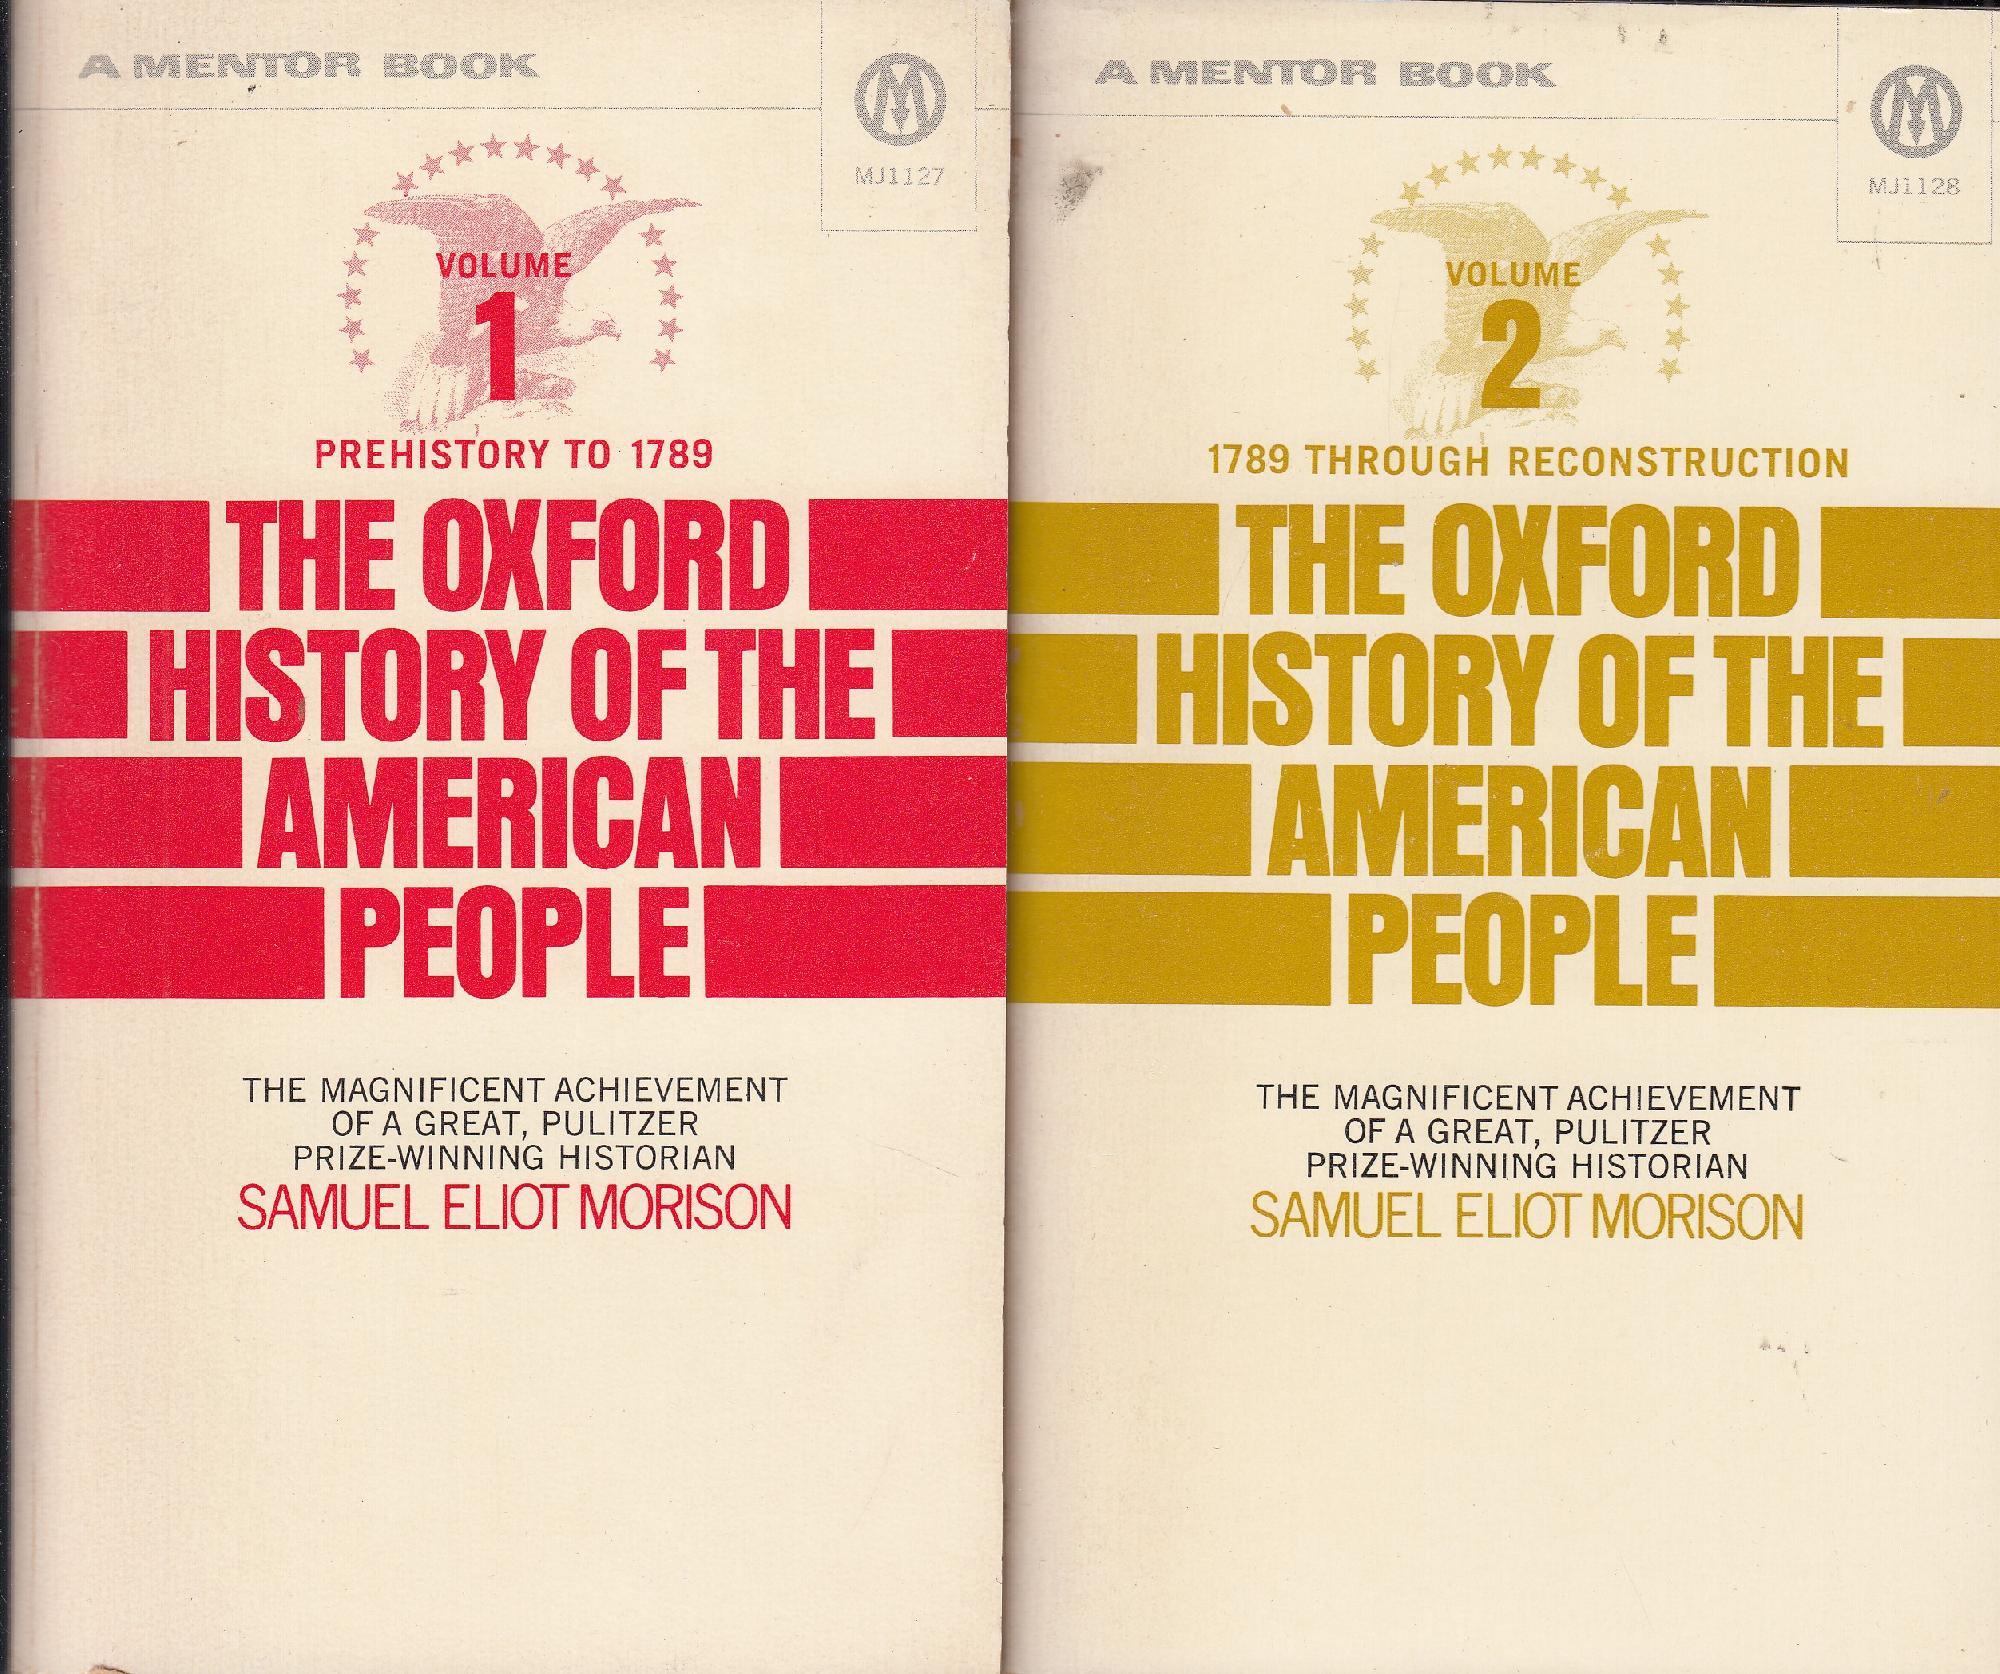 A MENTOR BOOK
M
MJ1127
VOLUME
1
PREHISTORY TO 1789
THE OXFORD
HISTORY OF THE
AMERICAN
PEOPLE
THE MAGNIFICENT ACHIEVEMENT
OF A GREAT, PULITZER
PRIZE-WINNING HISTORIAN
SAMUEL ELIOT MORISON
A MENTOR BOOK
M
MJ1128
VOLUME
2
1789 THROUGH RECONSTRUCTION
THE OXFORD
HISTORY OF THE
AMERICAN
PEOPLE
THE MAGNIFICENT ACHIEVEMENT
OF A GREAT, PULITZER
PRIZE-WINNING HISTORIAN
SAMUEL ELIOT MORISON